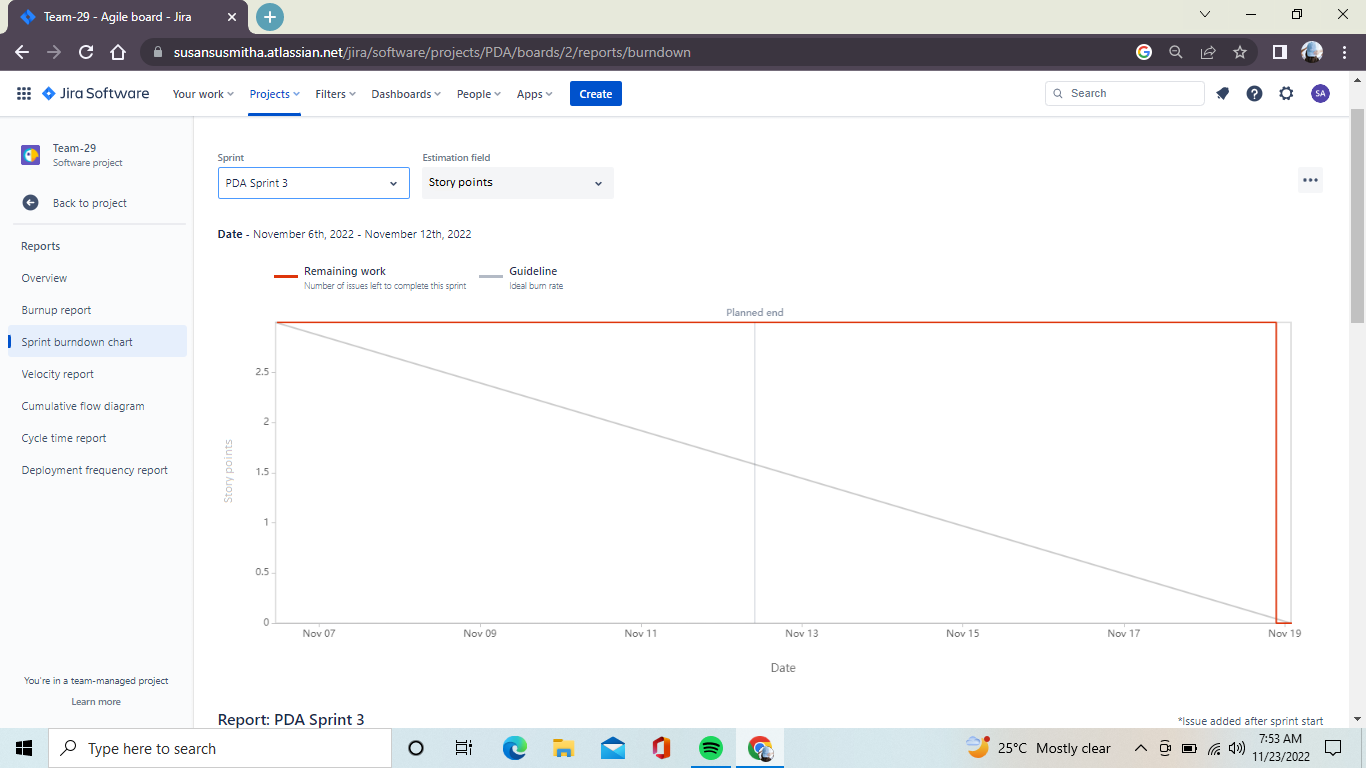 Team-29 - Agile board - Jira
susansusmitha.atlassian.net/jira/software/projects/PDA/boards/2/reports/burndown
Jira Software Your work Projects Filters Dashboards People Apps Create Search SA
Team-29
Software project
Back to project
Reports
Overview
Burnup report
Sprint burndown chart
Velocity report
Cumulative flow diagram
Cycle time report
Deployment frequency report
You're in a team-managed project
Learn more
Sprint Estimation field
PDA Sprint 3 Story points
Date - November 6th, 2022 - November 12th, 2022
Remaining work Guideline
Number of issues left to complete this sprint Ideal burn rate
Planned end
2.5
2
1.5
1
0.5
0
Story points
Nov 07 Nov 09 Nov 11 Nov 13 Nov 15 Nov 17 Nov 19
Date
Report: PDA Sprint 3 *Issue added after sprint start
Type here to search 25°C Mostly clear 7:53 AM
11/23/2022